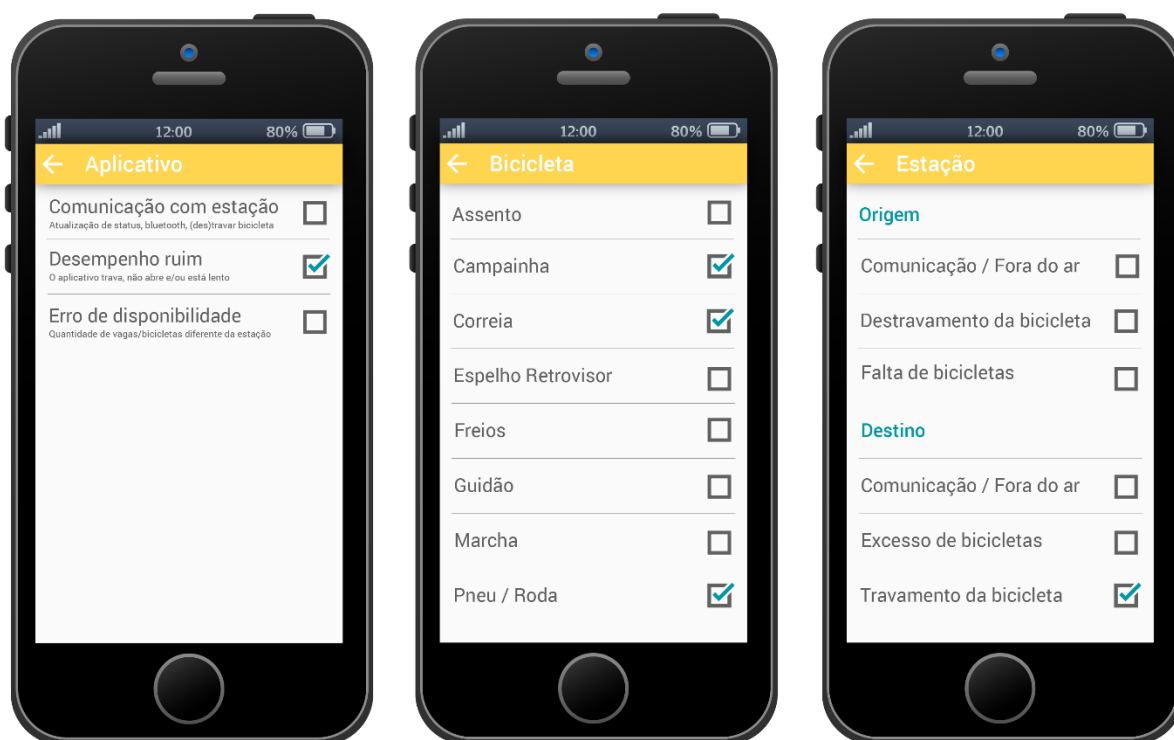 12:00 80%
Aplicativo
Comunicação com estação
Atualização de status, bluetooth, (des)travar bicicleta
Desempenho ruim
O aplicativo trava, não abre e/ou está lento
Erro de disponibilidade
Quantidade de vagas/bicicletas diferente da estação
12:00 80%
Bicicleta
Assento
Campainha
Correia
Espelho Retrovisor
Freios
Guidão
Marcha
Pneu / Roda
12:00 80%
Estação
Origem
Comunicação / Fora do ar
Destravamento da bicicleta
Falta de bicicletas
Destino
Comunicação / Fora do ar
Excesso de bicicletas
Travamento da bicicleta